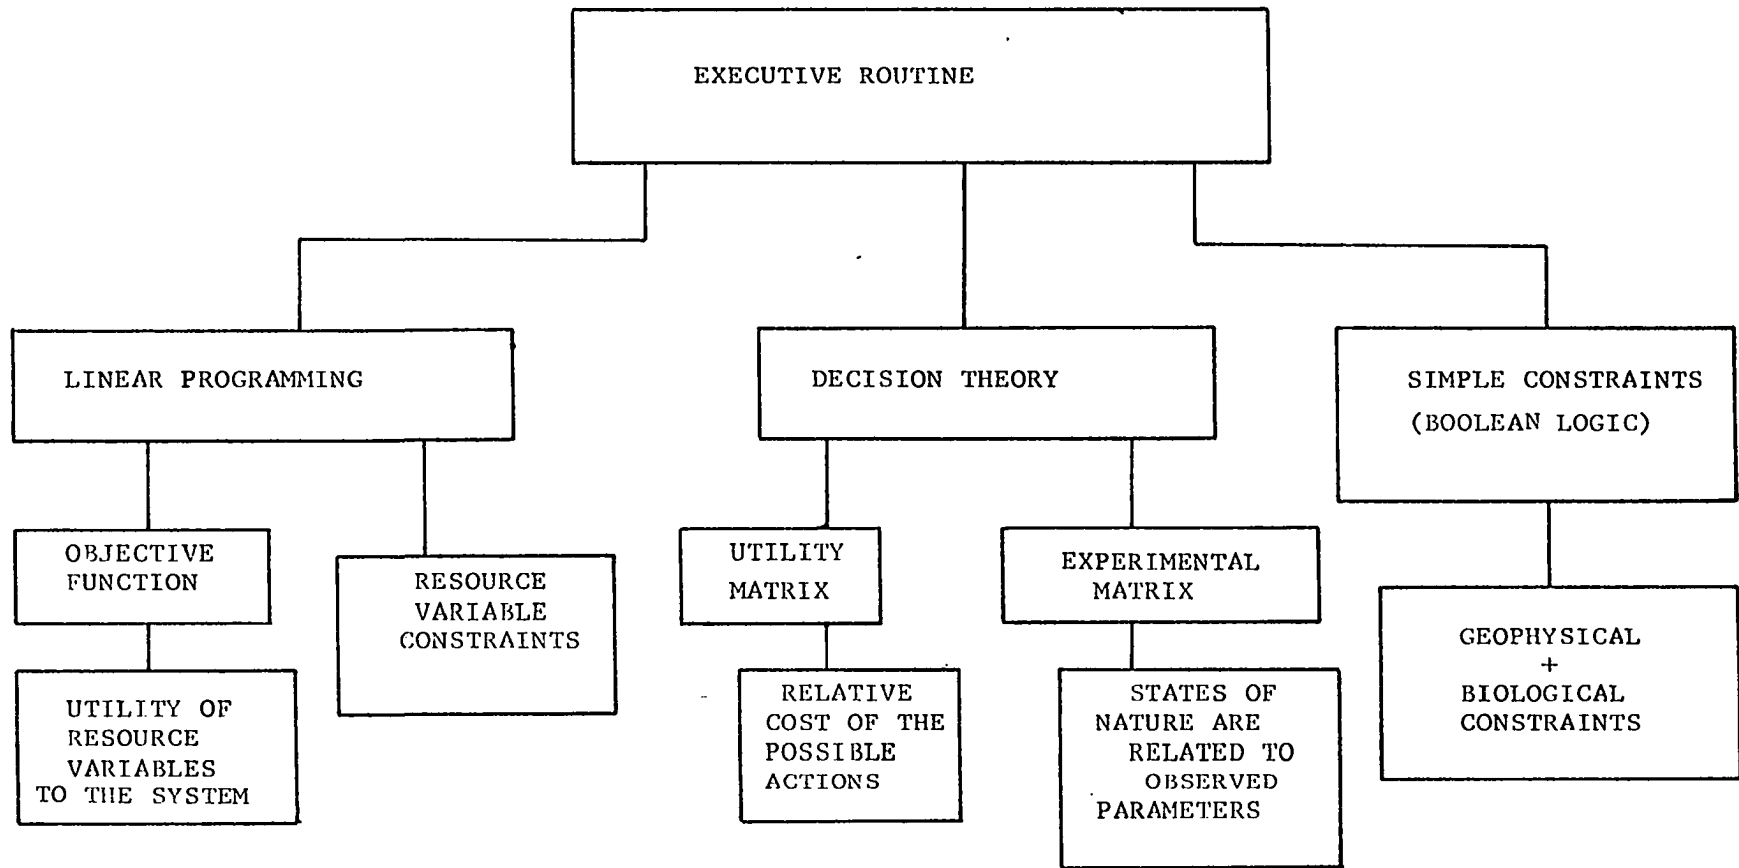 EXECUTIVE ROUTINE
LINEAR PROGRAMMING
DECISION THEORY
SIMPLE CONSTRAINTS
(BOOLEAN LOGIC)
OBJECTIVE
FUNCTION
RESOURCE
VARIABLE
CONSTRAINTS
UTILITY
MATRIX
EXPERIMENTAL
MATRIX
GEOPHYSICAL
+
BIOLOGICAL
CONSTRAINTS
UTILITY OF
RESOURCE
VARIABLES
TO THE SYSTEM
RELATIVE
COST OF THE
POSSIBLE
ACTIONS
STATES OF
NATURE ARE
RELATED TO
OBSERVED
PARAMETERS